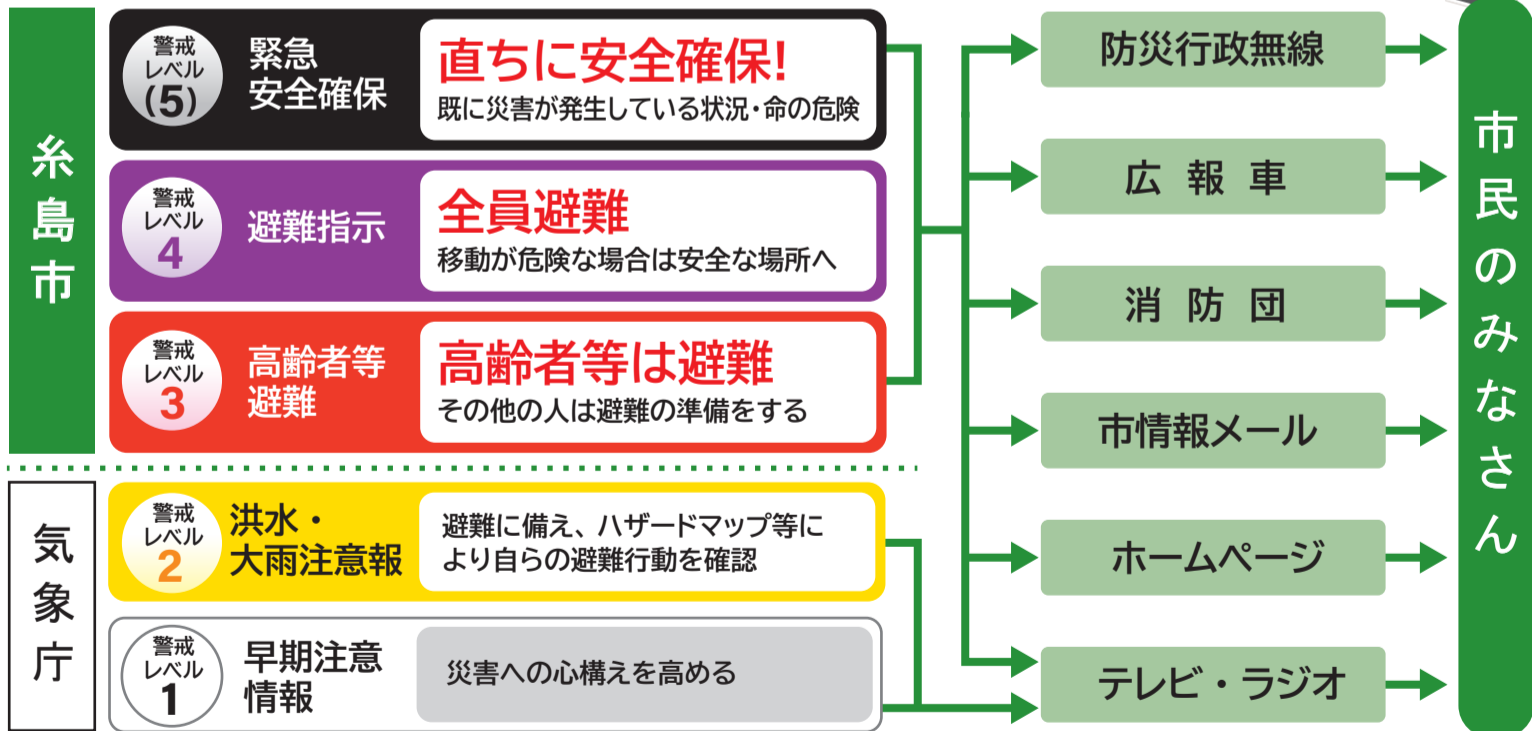 糸島市
警戒
レベル
(5)
緊急
安全確保
直ちに安全確保!
既に災害が発生している状況・命の危険
警戒
レベル
4
避難指示
全員避難
移動が危険な場合は安全な場所へ
警戒
レベル
3
高齢者等
避難
高齢者等は避難
その他の人は避難の準備をする
気象庁
警戒
レベル
2
洪水・
大雨注意報
避難に備え、ハザードマップ等に
より自らの避難行動を確認
警戒
レベル
1
早期注意
情報
災害への心構えを高める
防災行政無線
広報車
消防団
市情報メール
ホームページ
テレビ・ラジオ
市民のみなさん